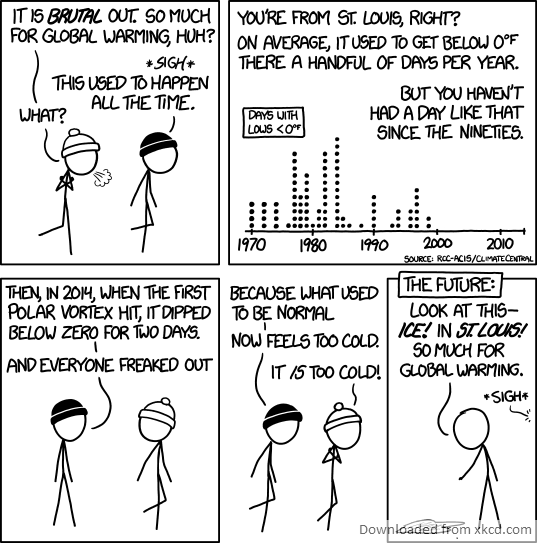 IT IS BRUTAL OUT. SO MUCH
FOR GLOBAL WARMING, HUH?
*SIGH*
THIS USED TO HAPPEN
ALL THE TIME.
WHAT?
YOU'RE FROM ST. LOUIS, RIGHT?
ON AVERAGE, IT USED TO GET BELOW 0°F
THERE A HANDFUL OF DAYS PER YEAR.
BUT YOU HAVEN'T
HAD A DAY LIKE THAT
SINCE THE NINETIES.
DAYS WITH
LOWS < 0°F
1970 1980 1990 2000 2010
SOURCE: RCC-ACIS/CLIMATECENTRAL
THEN, IN 2014, WHEN THE FIRST
POLAR VORTEX HIT, IT DIPPED
BELOW ZERO FOR TWO DAYS.
AND EVERYONE FREAKED OUT
BECAUSE WHAT USED
TO BE NORMAL
NOW FEELS TOO COLD.
IT IS TOO COLD!
THE FUTURE:
LOOK AT THIS—
ICE! IN ST. LOUIS!
SO MUCH FOR
GLOBAL WARMING.
*SIGH*
Downloaded from xkcd.com